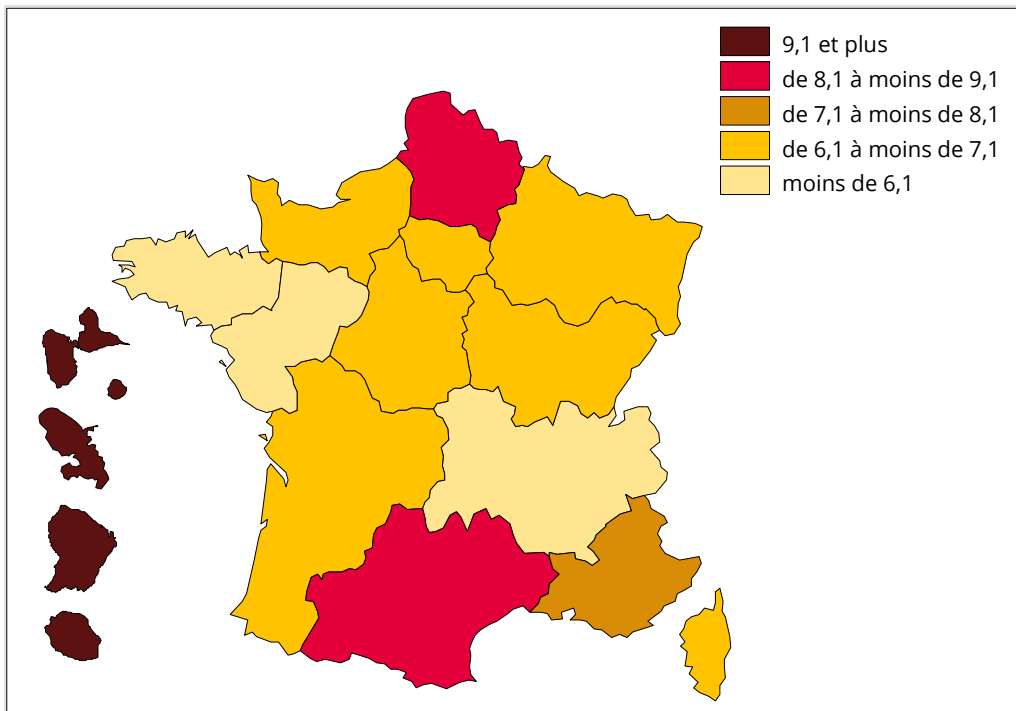 9,1 et plus
de 8,1 à moins de 9,1
de 7,1 à moins de 8,1
de 6,1 à moins de 7,1
moins de 6,1